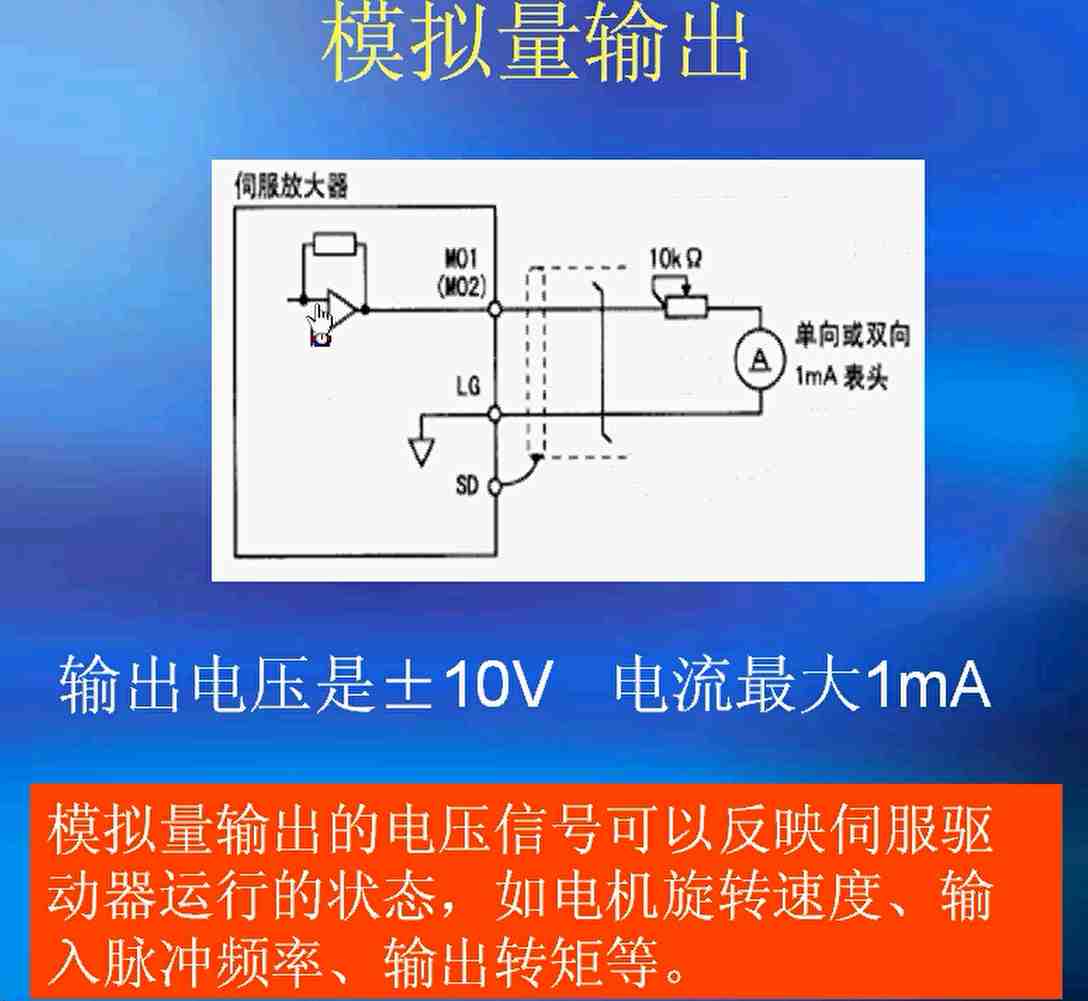 模拟量输出
伺服放大器
MO1
(MO2)
10kΩ
单向或双向
A
1mA 表头
LG
SD
输出电压是±10V 电流最大1mA
模拟量输出的电压信号可以反映伺服驱
动器运行的状态，如电机旋转速度、输
入脉冲频率、输出转矩等。